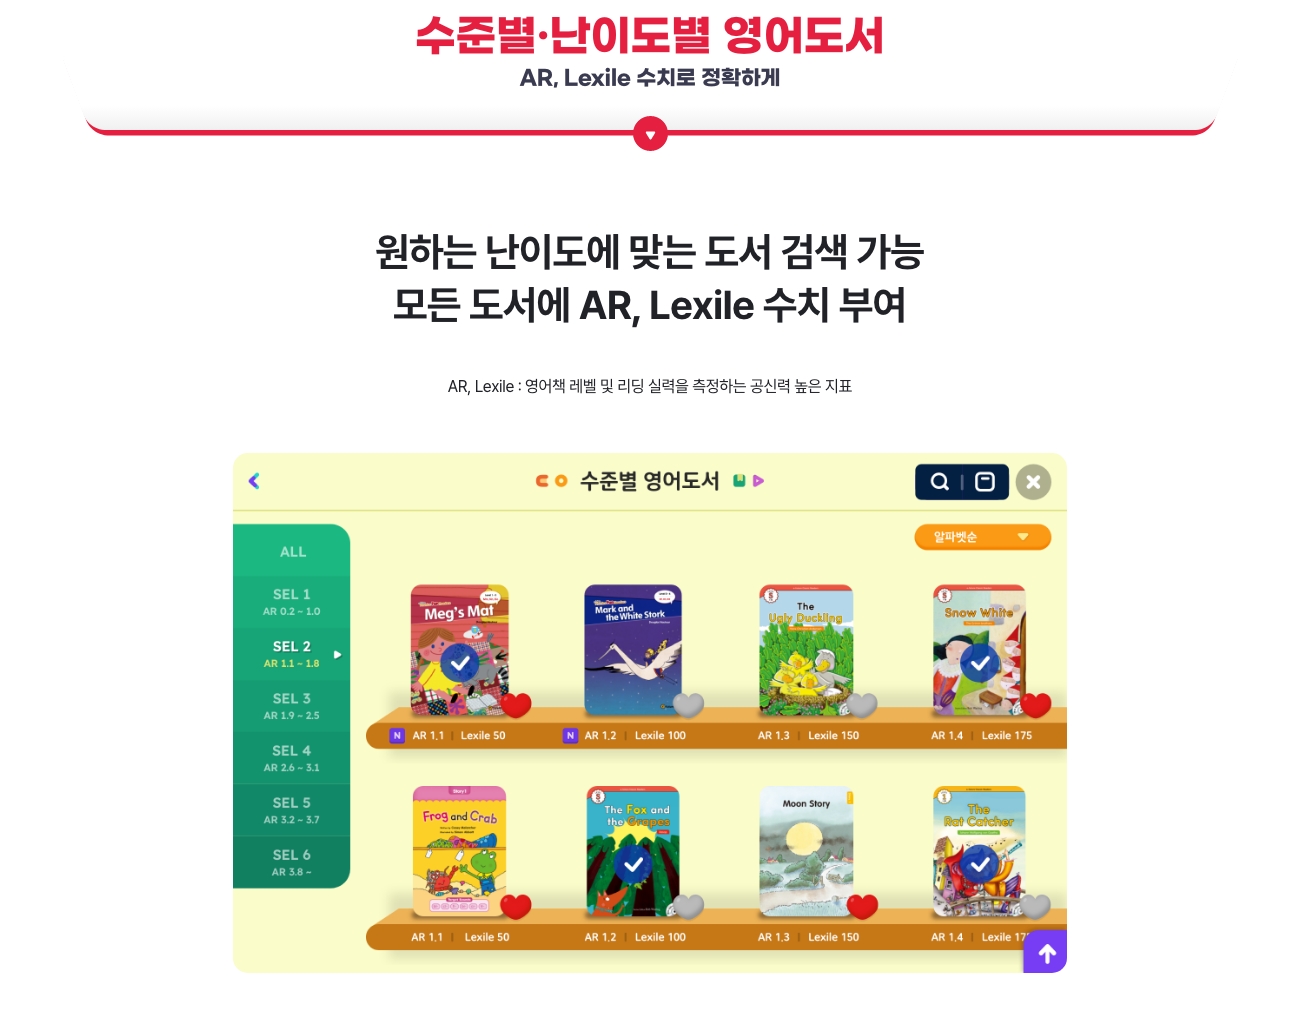 수준별·난이도별 영어도서
AR, Lexile 수치로 정확하게
원하는 난이도에 맞는 도서 검색 가능
모든 도서에 AR, Lexile 수치 부여
AR, Lexile : 영어책 레벨 및 리딩 실력을 측정하는 공신력 높은 지표
수준별 영어도서
알파벳순
ALL
SEL 1
AR 0.2 ~ 1.0
SEL 2
AR 1.1 ~ 1.8
SEL 3
AR 1.9 ~ 2.5
SEL 4
AR 2.6 ~ 3.1
SEL 5
AR 3.2 ~ 3.7
SEL 6
AR 3.8 ~
Meg's Mat
Mark and
the White Stork
The
Ugly Duckling
Snow White
N AR 1.1 | Lexile 50
N AR 1.2 | Lexile 100
AR 1.3 | Lexile 150
AR 1.4 | Lexile 175
Story 1
Frog and Crab
The Fox and
the Grapes
Moon Story
The
Rat Catcher
AR 1.1 | Lexile 50
AR 1.2 | Lexile 100
AR 1.3 | Lexile 150
AR 1.4 | Lexile 17